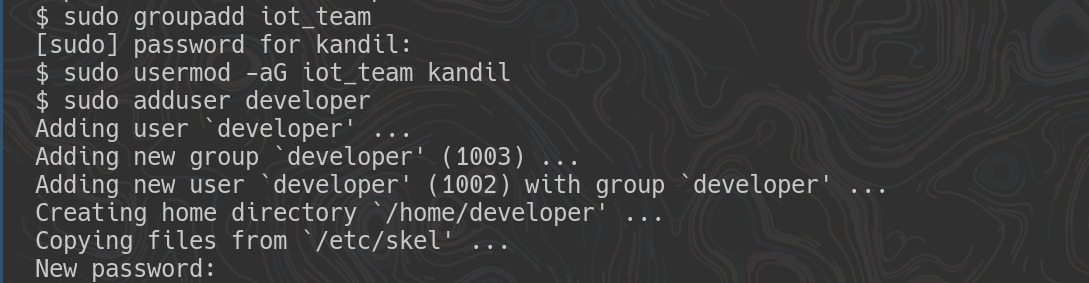 $ sudo groupadd iot_team
[sudo] password for kandil:
$ sudo usermod -aG iot_team kandil
$ sudo adduser developer
Adding user `developer' ...
Adding new group `developer' (1003) ...
Adding new user `developer' (1002) with group `developer' ...
Creating home directory `/home/developer' ...
Copying files from `/etc/skel' ...
New password: